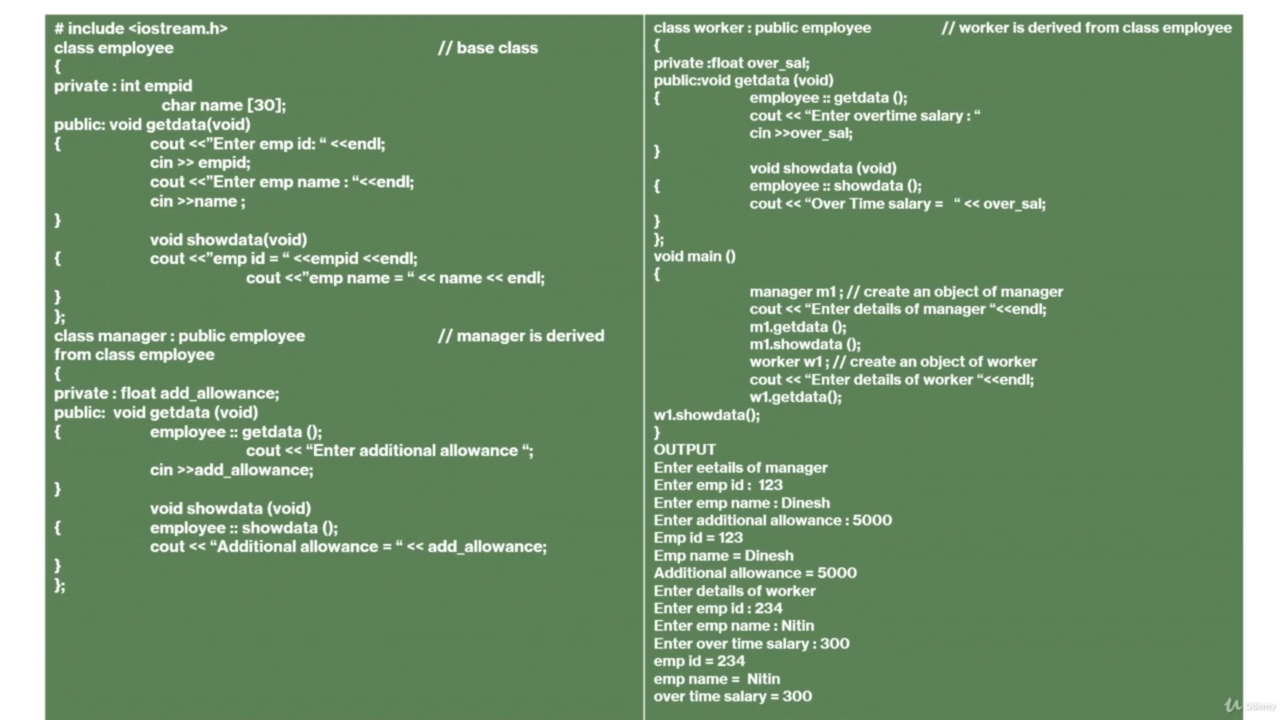 # include <iostream.h>
class employee // base class
{
private : int empid
char name [30];
public: void getdata(void)
{ cout <<”Enter emp id: “ <<endl;
cin >> empid;
cout <<”Enter emp name : “<<endl;
cin >>name ;
}
void showdata(void)
{ cout <<”emp id = “ <<empid <<endl;
cout <<”emp name = “ << name << endl;
}
};
class manager : public employee // manager is derived
from class employee
{
private : float add_allowance;
public: void getdata (void)
{ employee :: getdata ();
cout << “Enter additional allowance “;
cin >>add_allowance;
}
void showdata (void)
{ employee :: showdata ();
cout << “Additional allowance = “ << add_allowance;
}
};
class worker : public employee // worker is derived from class employee
{
private :float over_sal;
public:void getdata (void)
{ employee :: getdata ();
cout << “Enter overtime salary : “
cin >>over_sal;
}
void showdata (void)
{ employee :: showdata ();
cout << “Over Time salary = “ << over_sal;
}
};
void main ()
{
manager m1 ; // create an object of manager
cout << “Enter details of manager “<<endl;
m1.getdata ();
m1.showdata ();
worker w1 ; // create an object of worker
cout << “Enter details of worker “<<endl;
w1.getdata();
w1.showdata();
}
OUTPUT
Enter eetails of manager
Enter emp id : 123
Enter emp name : Dinesh
Enter additional allowance : 5000
Emp id = 123
Emp name = Dinesh
Additional allowance = 5000
Enter details of worker
Enter emp id : 234
Enter emp name : Nitin
Enter over time salary : 300
emp id = 234
emp name = Nitin
over time salary = 300
Udemy